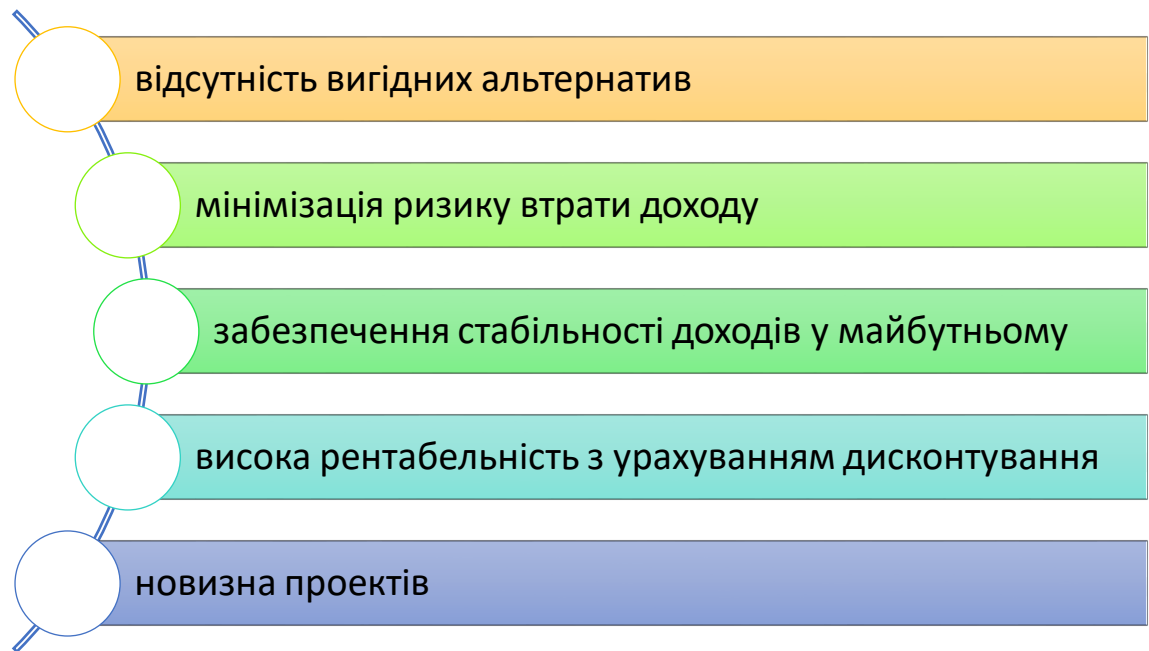 відсутність вигідних альтернатив
мінімізація ризику втрати доходу
забезпечення стабільності доходів у майбутньому
висока рентабельність з урахуванням дисконтування
новизна проектів